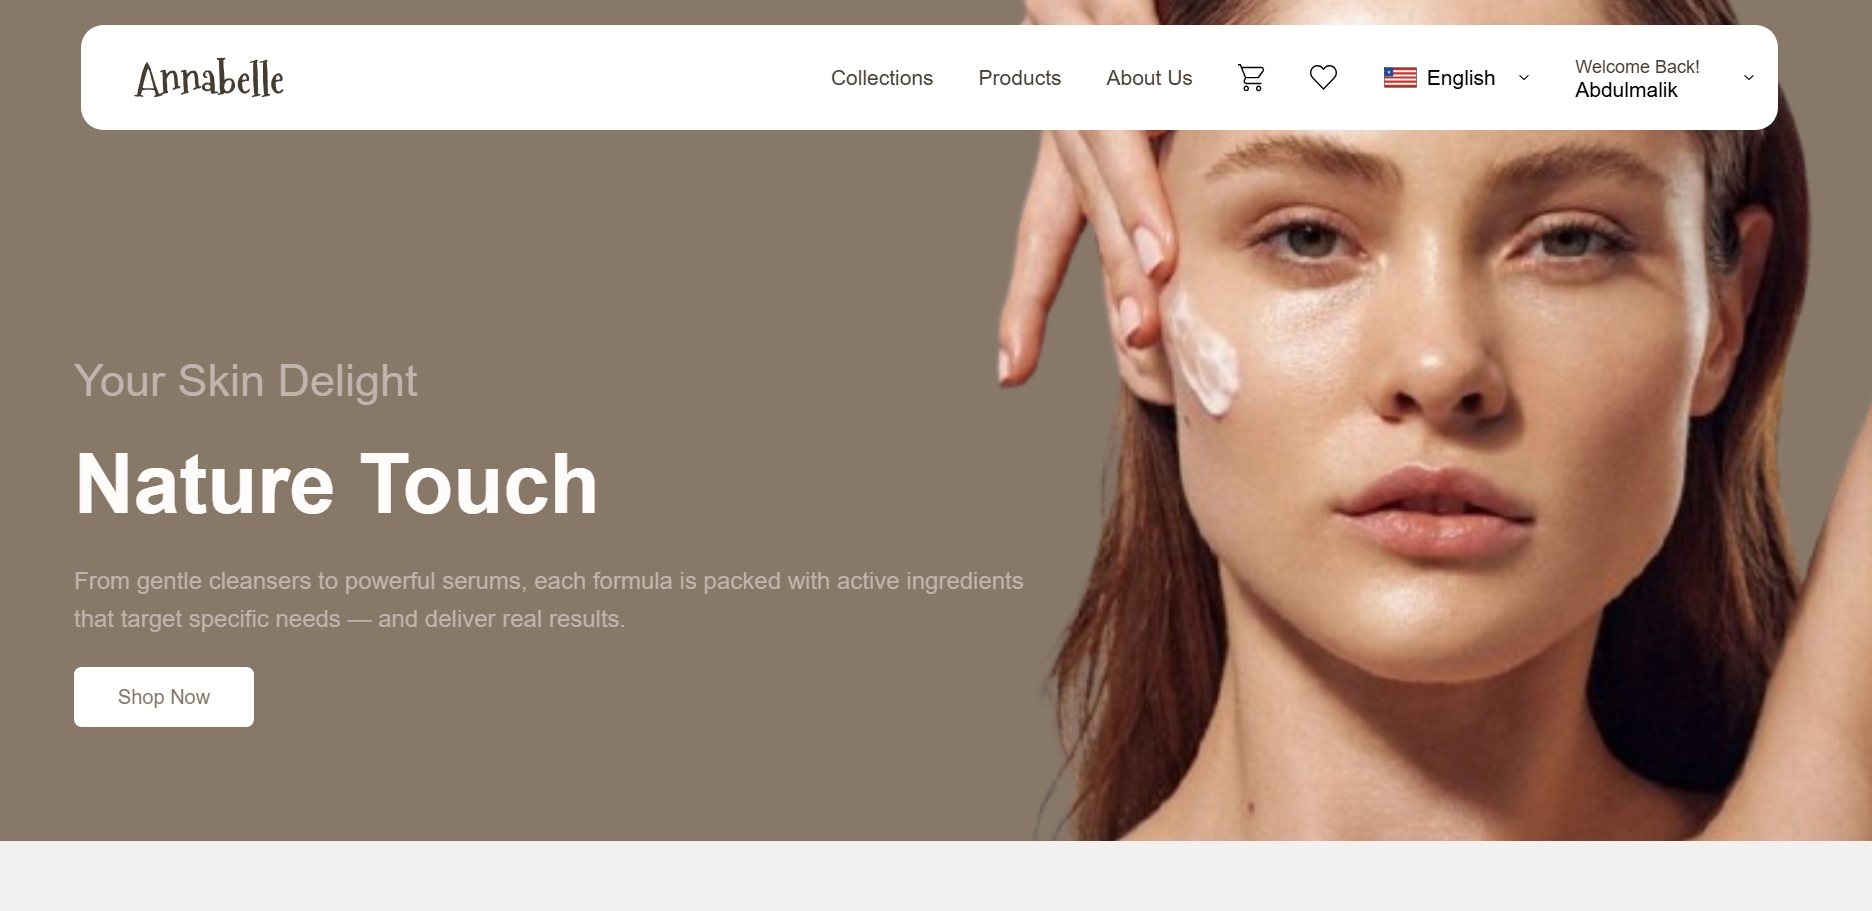 Annabelle
Collections
Products
About Us
English
Welcome Back!
Abdulmalik
Your Skin Delight
Nature Touch
From gentle cleansers to powerful serums, each formula is packed with active ingredients
that target specific needs — and deliver real results.
Shop Now